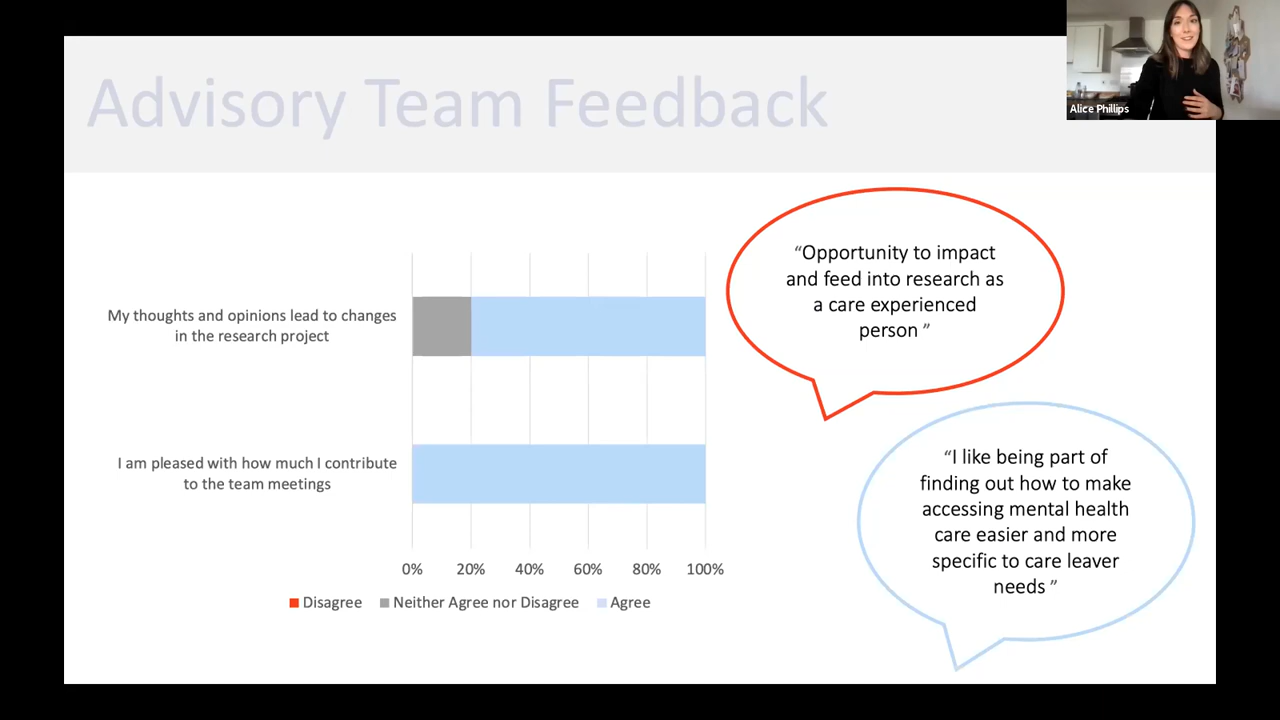 Advisory Team Feedback
Alice Phillips
My thoughts and opinions lead to changes
in the research project
I am pleased with how much I contribute
to the team meetings
0% 20% 40% 60% 80% 100%
Disagree Neither Agree nor Disagree Agree
“Opportunity to impact
and feed into research as
a care experienced
person ”
“I like being part of
finding out how to make
accessing mental health
care easier and more
specific to care leaver
needs ”